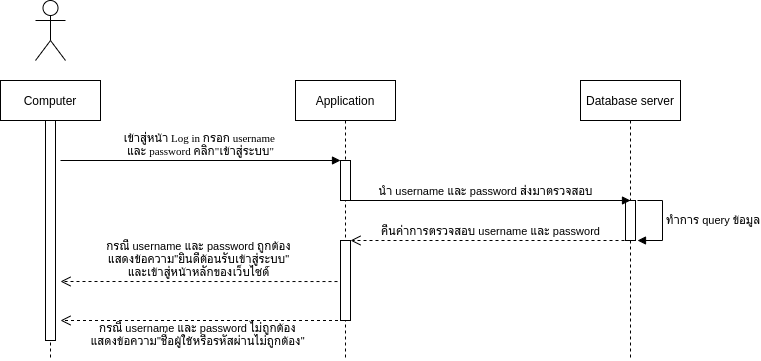 Computer
Application
Database server
เข้าสู่หน้า Log in กรอก username
และ password คลิก"เข้าสู่ระบบ"
นำ username และ password ส่งมาตรวจสอบ
ทำการ query ข้อมูล
คืนค่าการตรวจสอบ username และ password
กรณี username และ password ถูกต้อง
แสดงข้อความ"ยินดีต้อนรับเข้าสู่ระบบ"
และเข้าสู่หน้าหลักของเว็บไซต์
กรณี username และ password ไม่ถูกต้อง
แสดงข้อความ"ชื่อผู้ใช้หรือรหัสผ่านไม่ถูกต้อง"